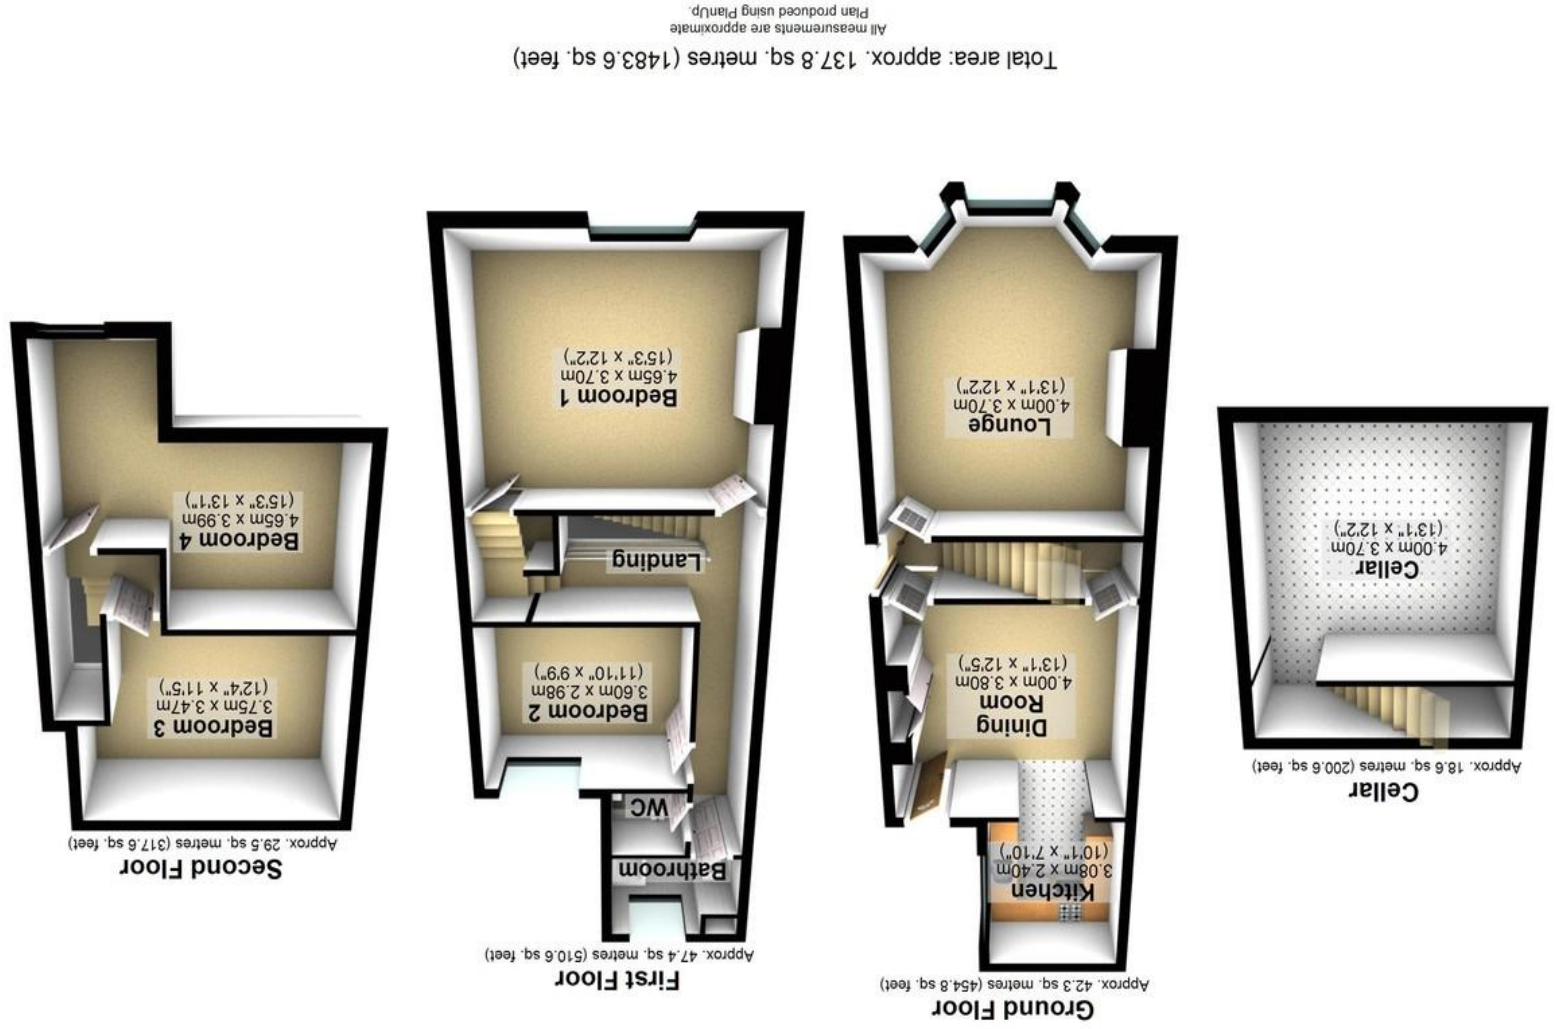 Cellar
Approx. 18.6 sq. metres (200.6 sq. feet)
Cellar
4.00m x 3.70m
(13'1" x 12'2")
Ground Floor
Approx. 42.3 sq. metres (454.8 sq. feet)
Kitchen
3.08m x 2.40m
(10'1" x 7'10")
Dining
Room
4.00m x 3.80m
(13'1" x 12'5")
Lounge
4.00m x 3.70m
(13'1" x 12'2")
First Floor
Approx. 47.4 sq. metres (510.6 sq. feet)
Bathroom
WC
Bedroom 2
3.60m x 2.98m
(11'10" x 9'9")
Landing
Bedroom 1
4.65m x 3.70m
(15'3" x 12'2")
Second Floor
Approx. 29.5 sq. metres (317.6 sq. feet)
Bedroom 3
3.75m x 3.47m
(12'4" x 11'5")
Bedroom 4
4.65m x 3.99m
(15'3" x 13'1")
Total area: approx. 137.8 sq. metres (1483.6 sq. feet)
All measurements are approximate
Plan produced using PlanUp.